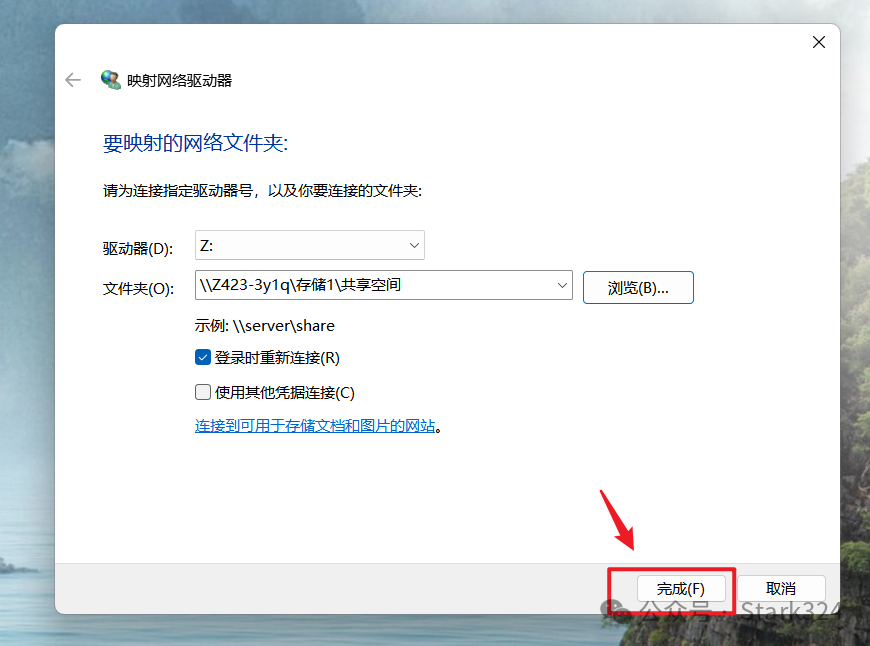 映射网络驱动器
要映射的网络文件夹:
请为连接指定驱动器号，以及你要连接的文件夹:
驱动器(D): Z:
文件夹(O): \\Z423-3y1q\存储1\共享空间 浏览(B)...
示例: \\server\share
登录时重新连接(R)
使用其他凭据连接(C)
连接到可用于存储文档和图片的网站。
完成(F) 取消
公众号 · Stark324